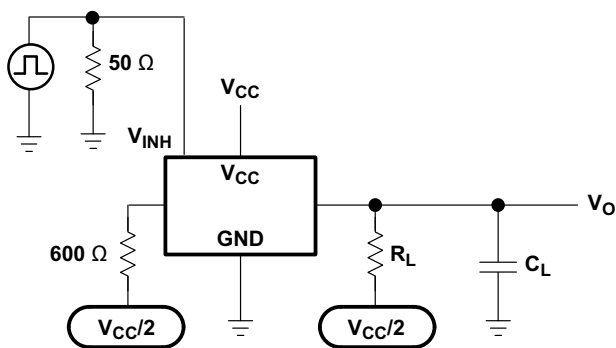 50 Ω
V_CC
V_INH
V_CC
V_O
GND
600 Ω
R_L
C_L
V_CC/2
V_CC/2